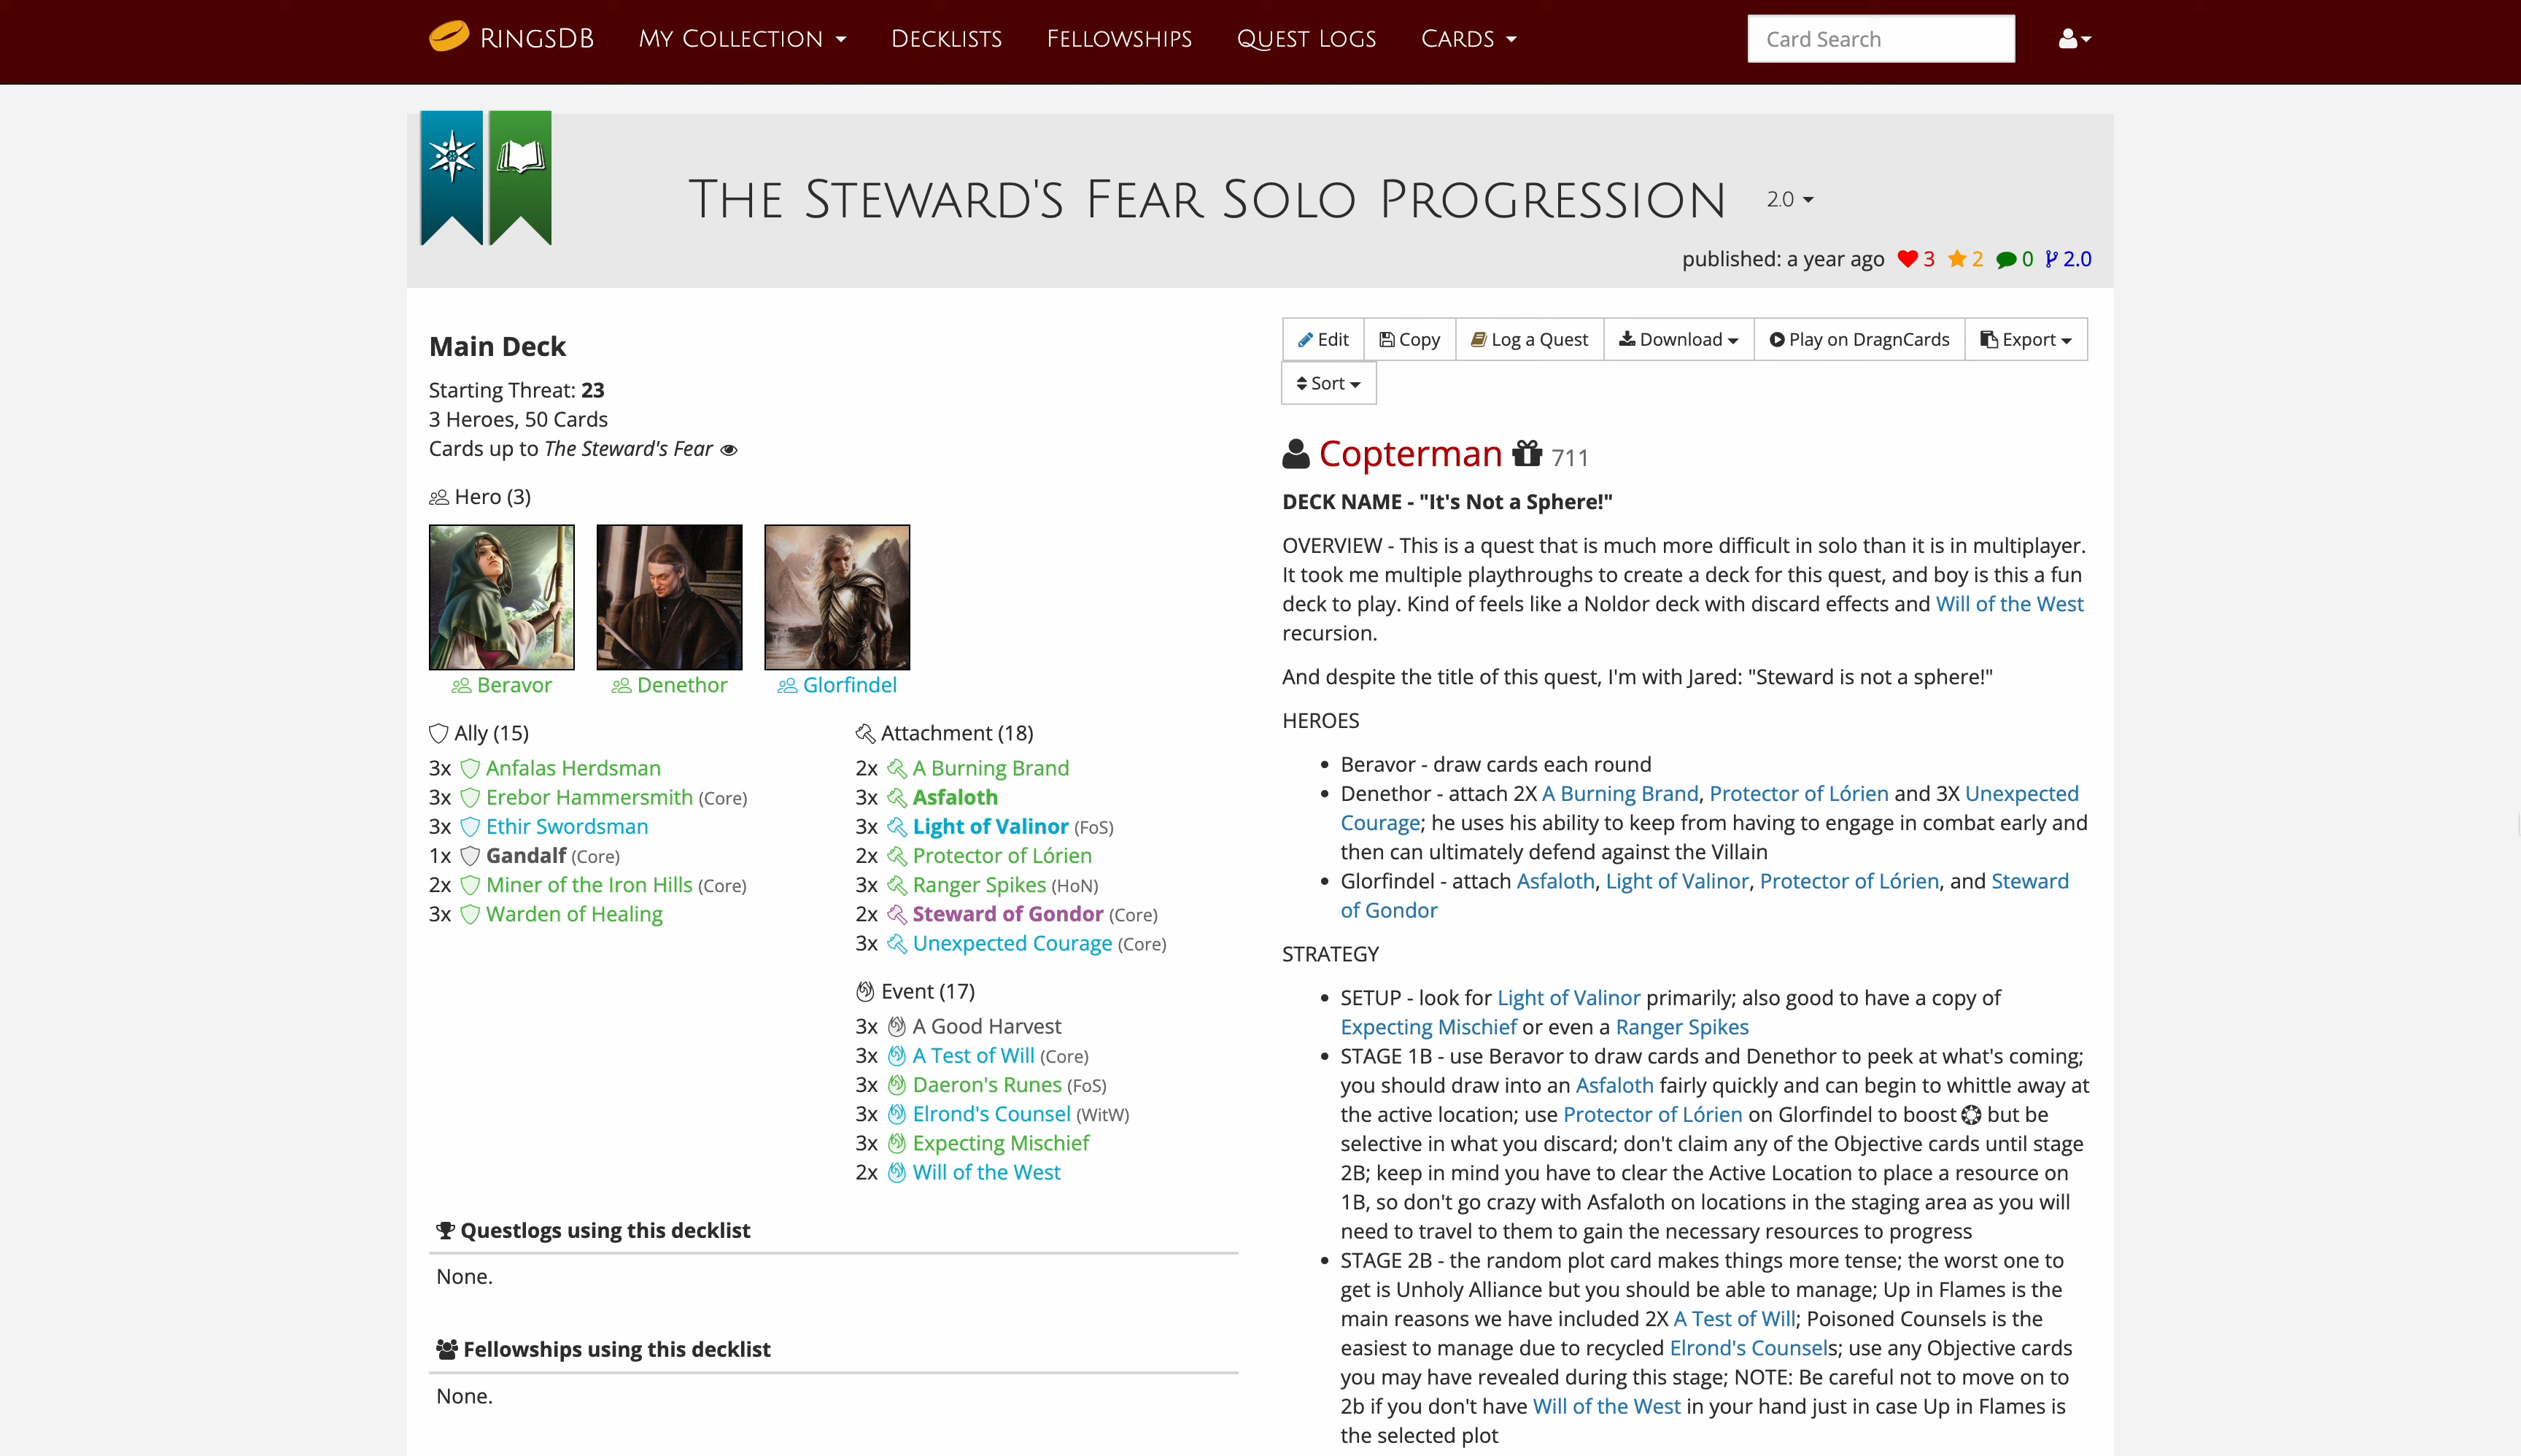 RingsDB My Collection Decklists Fellowships Quest Logs Cards Card Search
The Steward's Fear Solo Progression 2.0
published: a year ago 3 2 0 2.0
Main Deck
Starting Threat: 23
3 Heroes, 50 Cards
Cards up to The Steward's Fear
Hero (3)
Beravor Denethor Glorfindel
Ally (15)
3x Anfalas Herdsman
3x Erebor Hammersmith (Core)
3x Ethir Swordsman
1x Gandalf (Core)
2x Miner of the Iron Hills (Core)
3x Warden of Healing
Attachment (18)
2x A Burning Brand
3x Asfaloth
3x Light of Valinor (FoS)
2x Protector of Lórien
3x Ranger Spikes (HoN)
2x Steward of Gondor (Core)
3x Unexpected Courage (Core)
Event (17)
3x A Good Harvest
3x A Test of Will (Core)
3x Daeron's Runes (FoS)
3x Elrond's Counsel (WitW)
3x Expecting Mischief
2x Will of the West
Questlogs using this decklist
None.
Fellowships using this decklist
None.
Edit Copy Log a Quest Download Play on DragnCards Export
Sort
Copterman 711
DECK NAME - "It's Not a Sphere!"
OVERVIEW - This is a quest that is much more difficult in solo than it is in multiplayer.
It took me multiple playthroughs to create a deck for this quest, and boy is this a fun
deck to play. Kind of feels like a Noldor deck with discard effects and Will of the West
recursion.
And despite the title of this quest, I'm with Jared: "Steward is not a sphere!"
HEROES
• Beravor - draw cards each round
• Denethor - attach 2X A Burning Brand, Protector of Lórien and 3X Unexpected
Courage; he uses his ability to keep from having to engage in combat early and
then can ultimately defend against the Villain
• Glorfindel - attach Asfaloth, Light of Valinor, Protector of Lórien, and Steward
of Gondor
STRATEGY
• SETUP - look for Light of Valinor primarily; also good to have a copy of
Expecting Mischief or even a Ranger Spikes
• STAGE 1B - use Beravor to draw cards and Denethor to peek at what's coming;
you should draw into an Asfaloth fairly quickly and can begin to whittle away at
the active location; use Protector of Lórien on Glorfindel to boost but be
selective in what you discard; don't claim any of the Objective cards until stage
2B; keep in mind you have to clear the Active Location to place a resource on
1B, so don't go crazy with Asfaloth on locations in the staging area as you will
need to travel to them to gain the necessary resources to progress
• STAGE 2B - the random plot card makes things more tense; the worst one to
get is Unholy Alliance but you should be able to manage; Up in Flames is the
main reasons we have included 2X A Test of Will; Poisoned Counsels is the
easiest to manage due to recycled Elrond's Counsels; use any Objective cards
you may have revealed during this stage; NOTE: Be careful not to move on to
2b if you don't have Will of the West in your hand just in case Up in Flames is
the selected plot